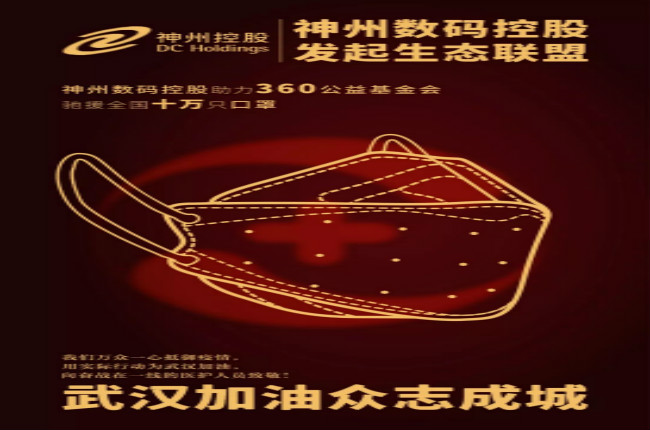 神州控股
DC Holdings
神州数码控股
发起生态联盟
神州数码控股助力360公益基金会
驰援全国十万只口罩
我们万众一心抵御疫情，
用实际行动为武汉加油，
向奋战在一线的医护人员致敬！
武汉加油众志成城